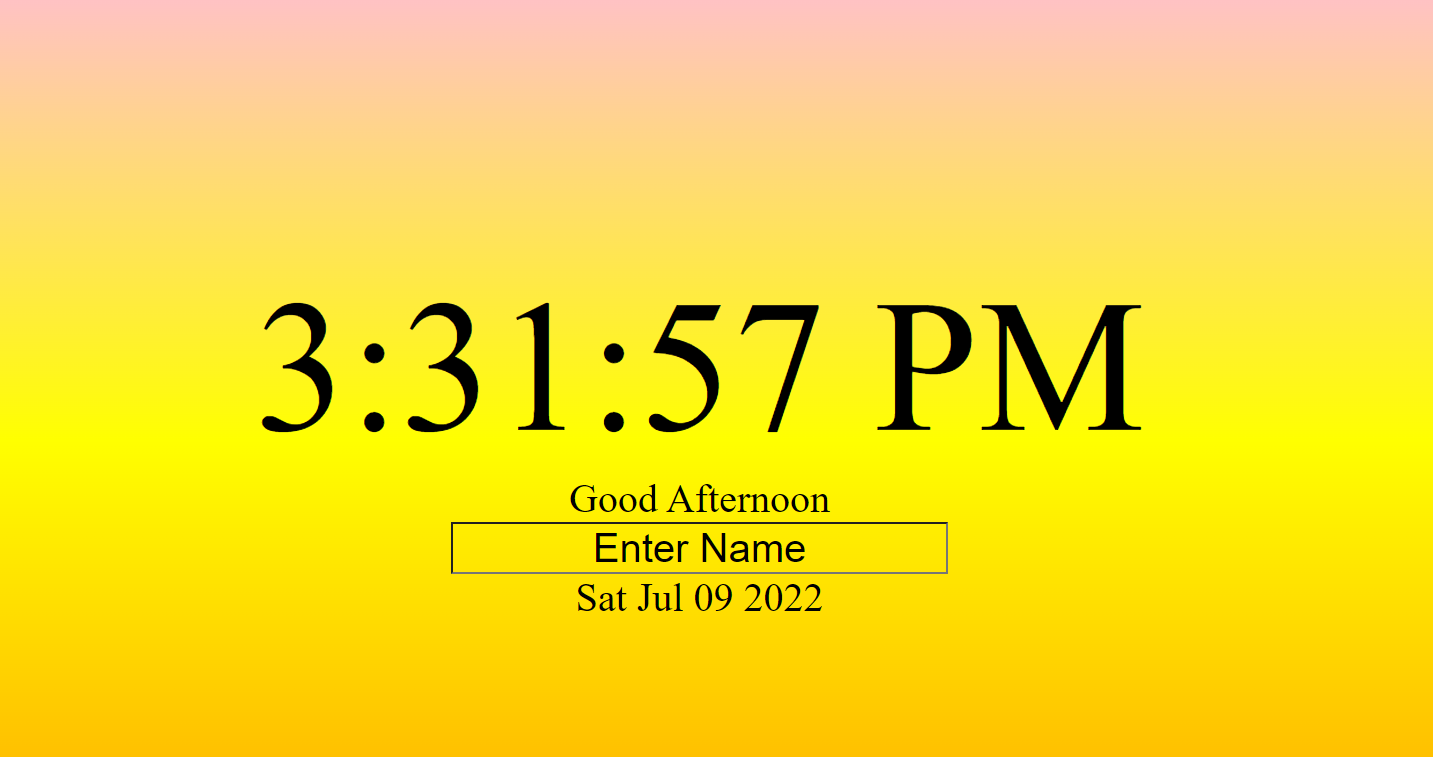 3:31:57 PM
Good Afternoon
Enter Name
Sat Jul 09 2022